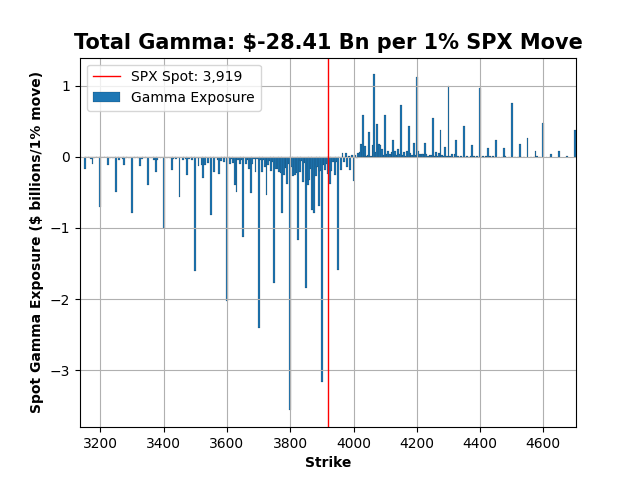 Total Gamma: $-28.41 Bn per 1% SPX Move
SPX Spot: 3,919
Gamma Exposure
Spot Gamma Exposure ($ billions/1% move)
1
0
−1
−2
−3
3200 3400 3600 3800 4000 4200 4400 4600
Strike